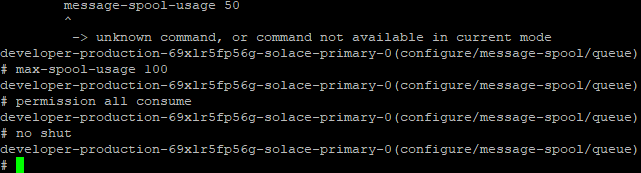 message-spool-usage 50
^
-> unknown command, or command not available in current mode
developer-production-69xlr5fp56g-solace-primary-0(configure/message-spool/queue)
# max-spool-usage 100
developer-production-69xlr5fp56g-solace-primary-0(configure/message-spool/queue)
# permission all consume
developer-production-69xlr5fp56g-solace-primary-0(configure/message-spool/queue)
# no shut
developer-production-69xlr5fp56g-solace-primary-0(configure/message-spool/queue)
#